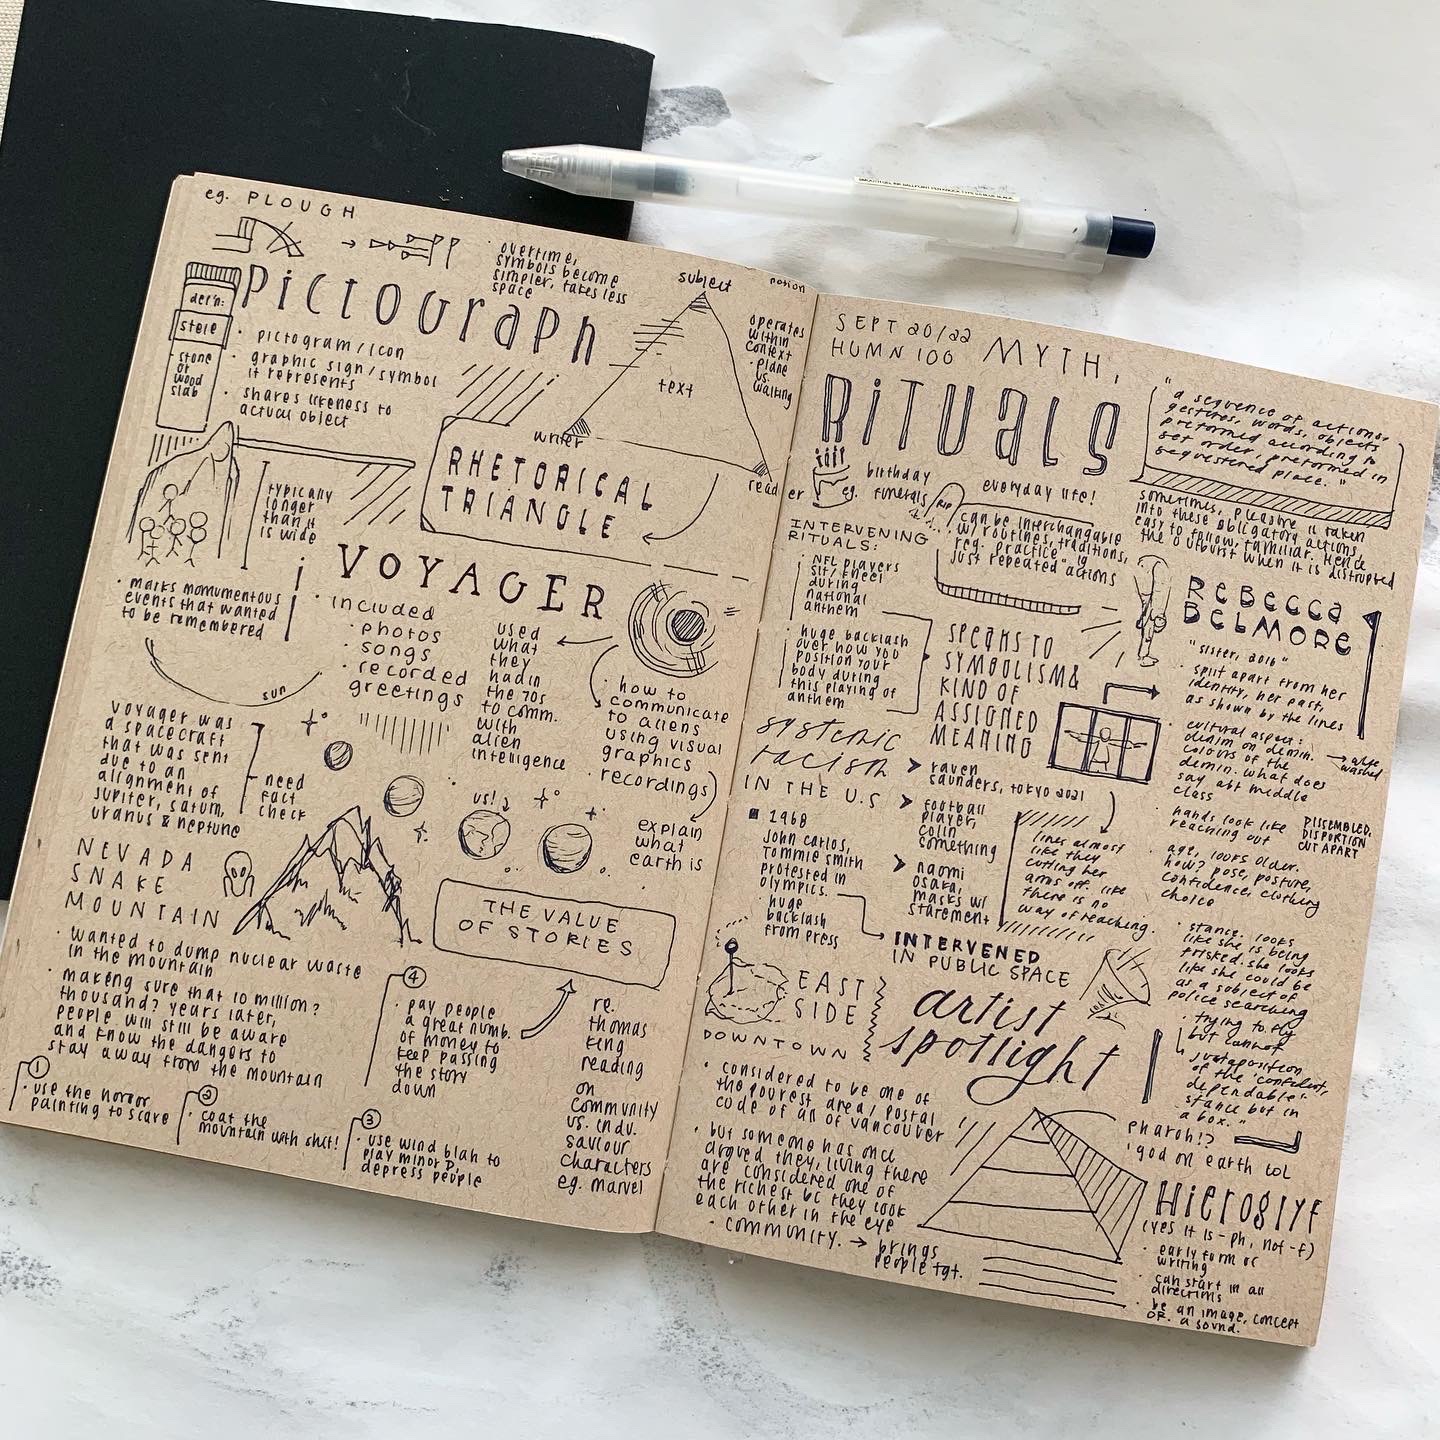 eg. PLOUGH
overtime,
symbols become
simpler, takes less
space
PICTOGRAPH
def'n:
stele
- stone
or
wood
slab
· pictogram / icon
· graphic sign / symbol
it represents
· shares likeness to
actual object
typically
longer
than it
is wide
· marks momumentous
events that wanted
to be remembered
subject
text
writer
reader
notion
operates
within
context
· plane
vs.
walking
RHETORICAL
TRIANGLE
VOYAGER
· included
· photos
· songs
· recorded
greetings
used
what
they
had in
the 70s
to comm.
with
alien
intelligence
· how to
communicate
to aliens
using visual
graphics
· recordings
explain
what
earth is
sun
us!
voyager was
a spacecraft
that was sent
due to an
alignment of
jupiter, saturn,
uranus & neptune
need
fact
check
NEVADA
SNAKE
MOUNTAIN
· wanted to dump nuclear waste
in the mountain
· making sure that 10 million?
thousand? years later,
people will still be aware
and know the dangers to
stay away from the mountain
1
· use the horror
painting to scare
2
· coat the
mountain with shit!
3
· use wind blah to
play minor D,
depress people
4
· pay people
a great numb.
of money to
keep passing
the story
down
THE VALUE
OF STORIES
re.
thomas
king
reading
on
community
vs. indv.
saviour
characters
eg. marvel
SEPT 20/22
HUMN 100
MYTH,
RITUALS
"a sequence of actions,
gestures, words, objects
preformed according to
set order, preformed in
sequestered place."
eg.
birthday
funerals
RIP
everyday life!
can be interchangable
w/ routines, traditions,
reg. practice, ig
just repeated actions
sometimes, pleasure is taken
into these obligatory actions,
easy to follow, familiar. Hence
the outburst when it is disrupted
INTERVENING
RITUALS:
· NFL players
sit / kneel
during
national
anthem
· huge backlash
over how you
position your
body during
this playing of
anthem
SPEAKS TO
SYMBOLISM &
KIND OF
ASSIGNED
MEANING
systemic
racism
IN THE U.S
1968
John carlos,
Tommie smith
protested in
olympics.
· huge
backlash
from press
> raven
saunders, tokyo 2021
> football
player,
colin
something
> naomi
osaka,
masks w/
statement
INTERVENED
IN PUBLIC SPACE
REBECCA
BELMORE
"sister, 2010"
· split apart from her
identity, her past,
as shown by the lines
· cultural aspect:
denim on denim.
colours of the
demin. what does
say abt middle
class
washed
· hands look like
reaching out
DISSEMBLED,
DISPORTION
CUT APART
· age, looks older.
how? pose, posture,
confidence, clothing
choice
lines almost
like they
cutting her
arms off. like
there is no
way of reaching.
· stance. looks
like she is being
frisked. she looks
like she could be
as a subject of
police searching
· trying to fly
but cannot
juxtaposition
of the "confident,
dependable"
stance but in
a box."
artist
spotlight
EAST
SIDE
DOWNTOWN
· considered to be one of
the pourest area / postal
code of all of vancouver
· but someone has once
argued they, living there
are considered one of
the richest bc they look
each other in the eye
· community. → brings
people tgt.
pharoh!?
'god on earth lol
Hieroglyf
(yes it is -ph, not -f)
· early form of
writing
· can start in all
directions
· be an image, concept
OR. a sound.